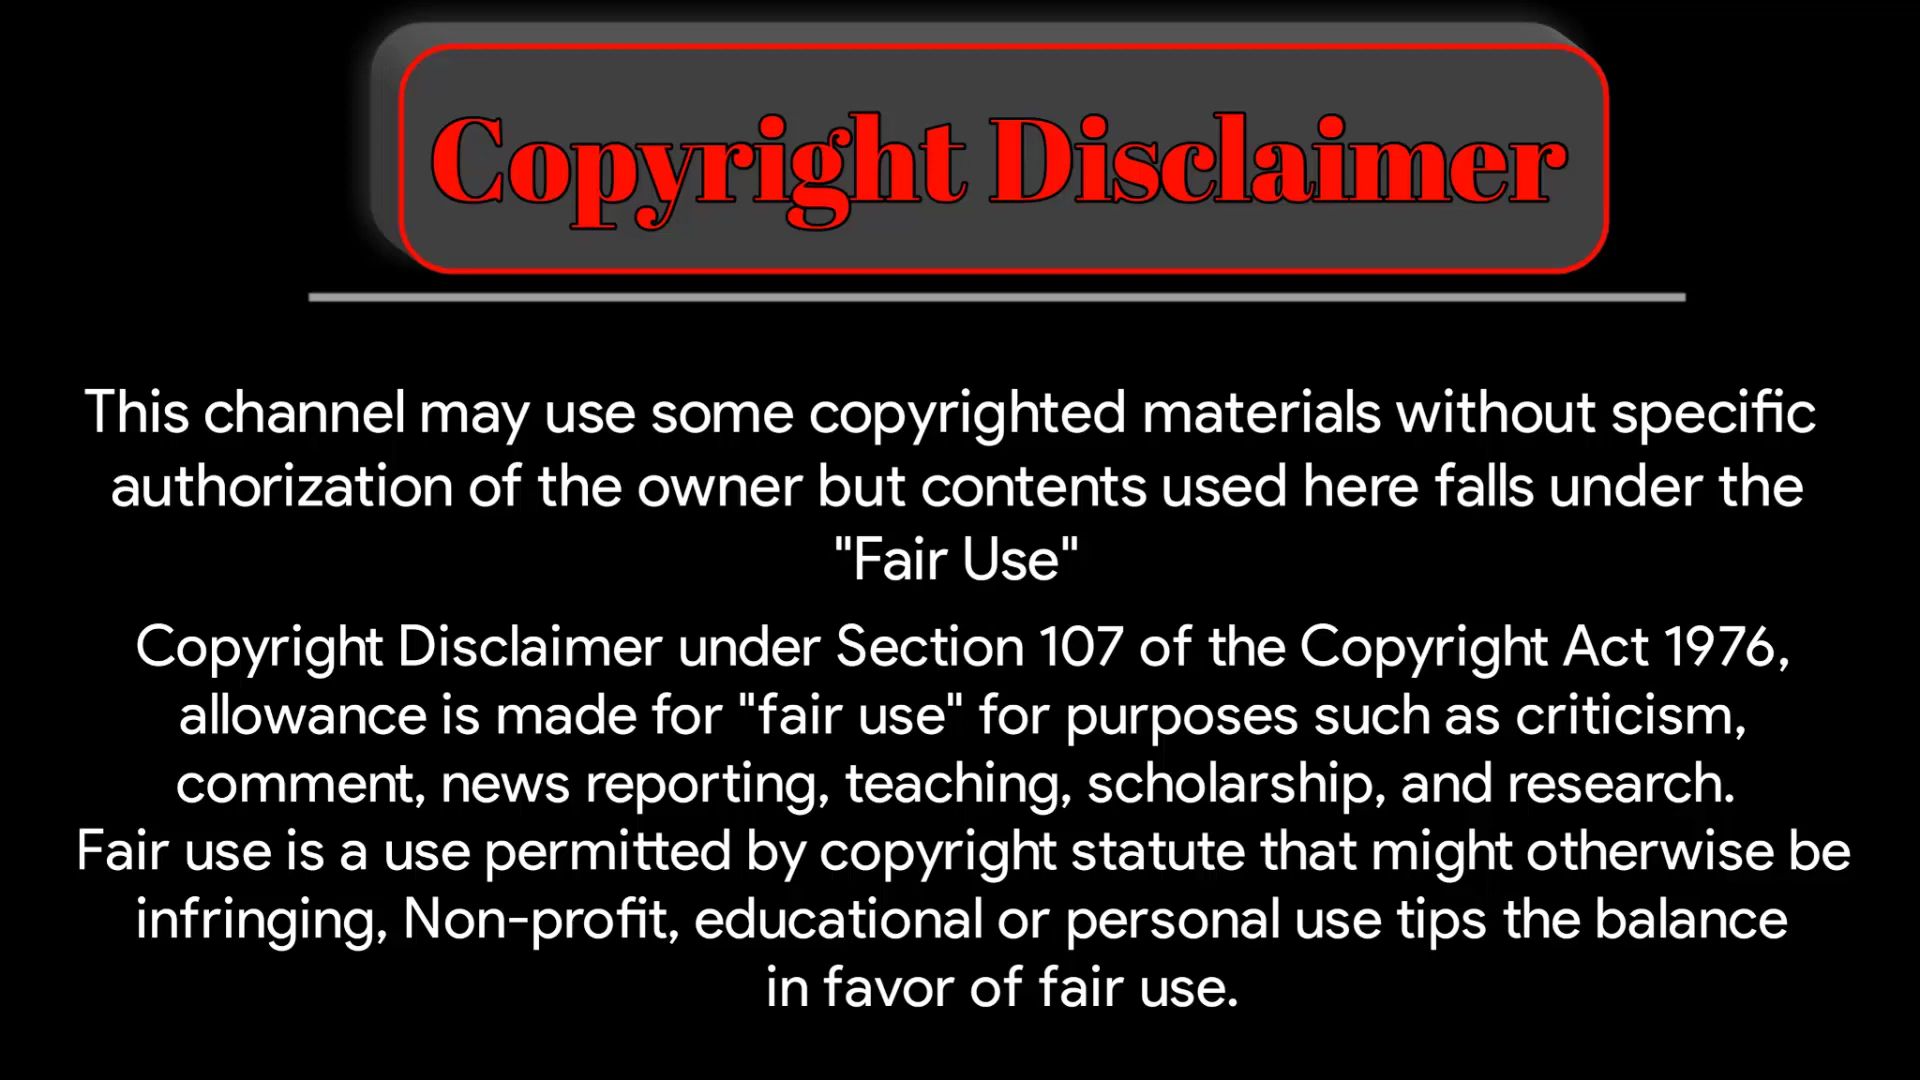 Copyright Disclaimer
This channel may use some copyrighted materials without specific
authorization of the owner but contents used here falls under the
"Fair Use"
Copyright Disclaimer under Section 107 of the Copyright Act 1976,
allowance is made for "fair use" for purposes such as criticism,
comment, news reporting, teaching, scholarship, and research.
Fair use is a use permitted by copyright statute that might otherwise be
infringing, Non-profit, educational or personal use tips the balance
in favor of fair use.